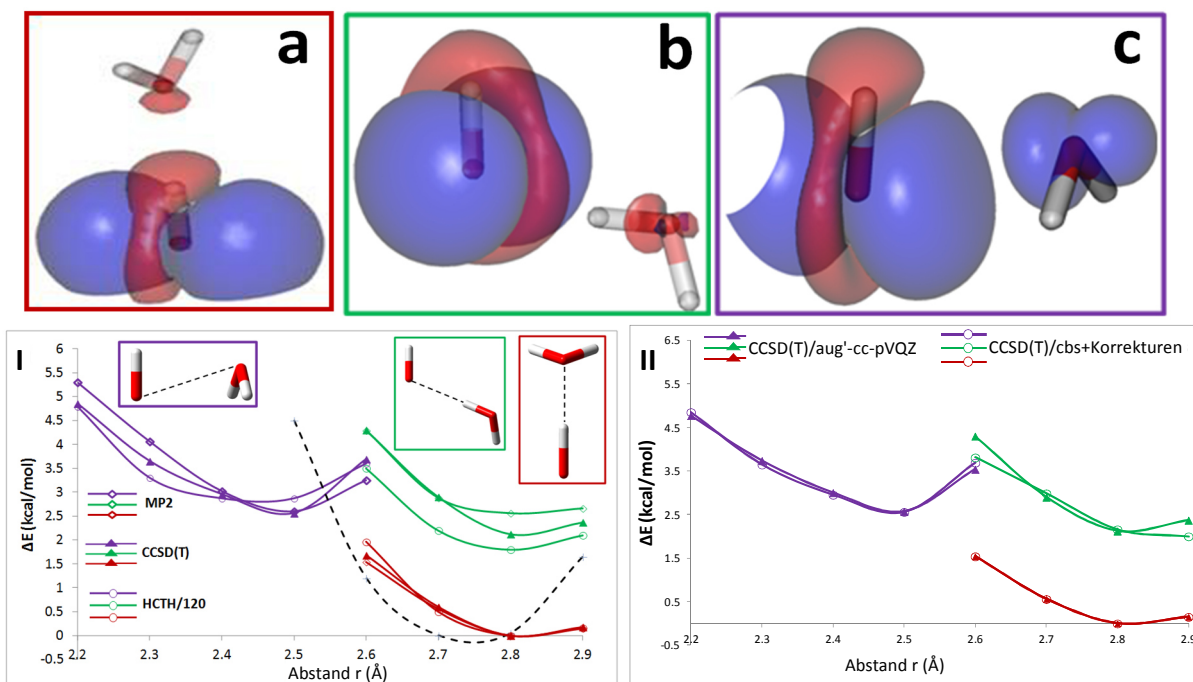 a
b
c
I
ΔE (kcal/mol)
6
5.5
5
4.5
4
3.5
3
2.5
2
1.5
1
0.5
0
-0.5
MP2
CCSD(T)
HCTH/120
2.2 2.3 2.4 2.5 2.6 2.7 2.8 2.9
Abstand r (Å)
II
CCSD(T)/aug'-cc-pVQZ
CCSD(T)/cbs+Korrekturen
ΔE (kcal/mol)
6.5
5.5
4.5
3.5
2.5
1.5
0.5
-0.5
2.2 2.3 2.4 2.5 2.6 2.7 2.8 2.9
Abstand r (Å)